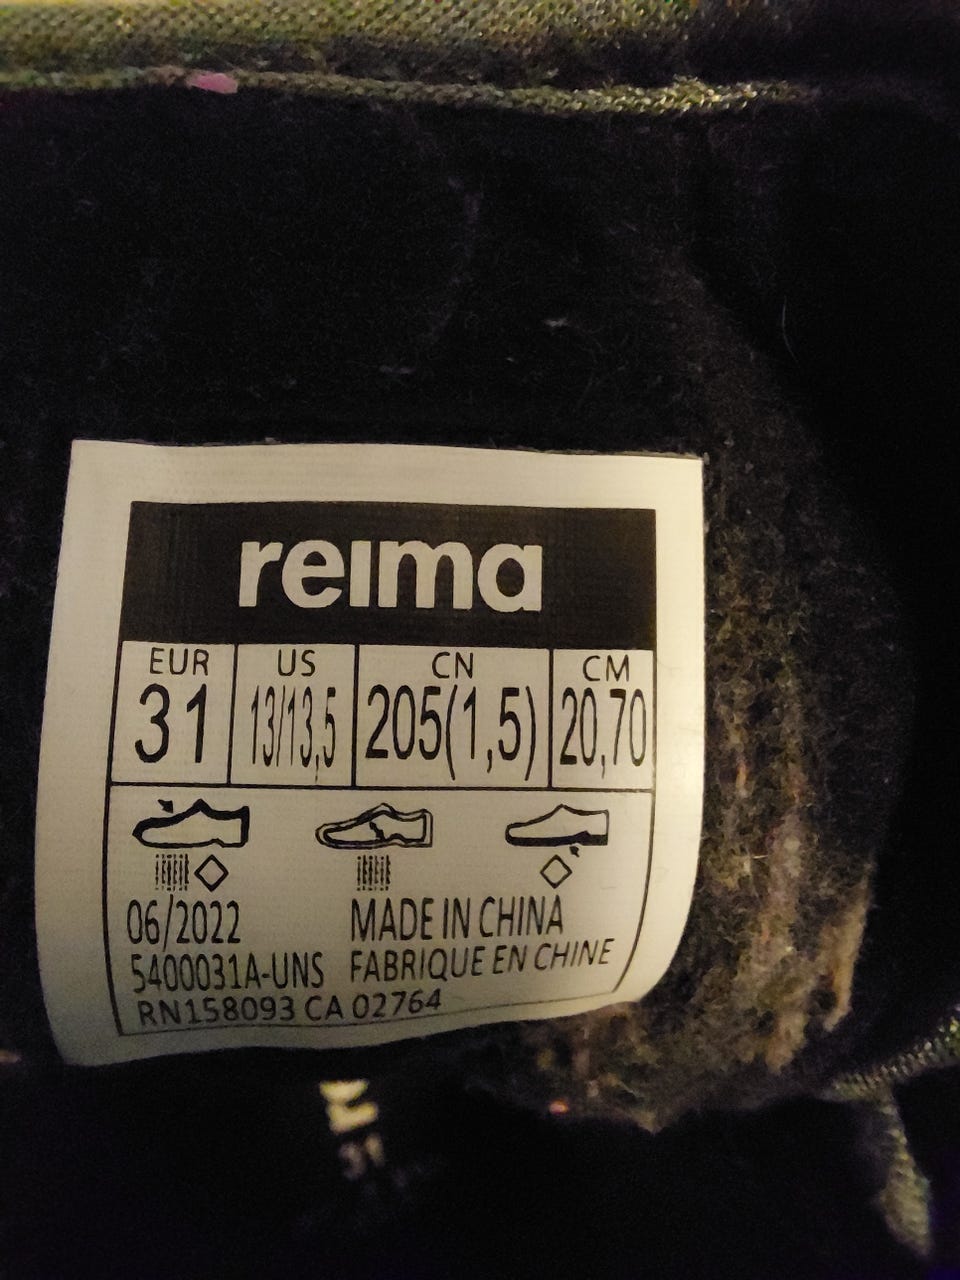 reima
EUR US CN CM
31 13/13,5 205(1,5) 20,70
06/2022 MADE IN CHINA
5400031A-UNS FABRIQUE EN CHINE
RN158093 CA 02764